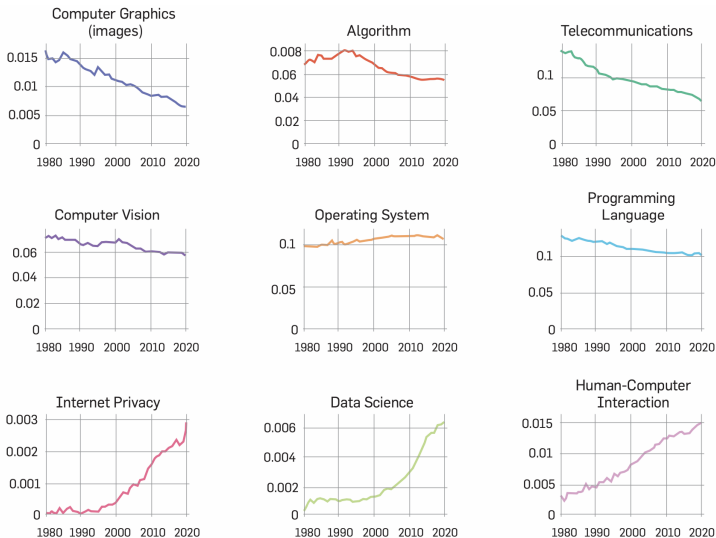 Computer Graphics
(images)
0.015
0.01
0.005
0
1980 1990 2000 2010 2020
Algorithm
0.008
0.06
0.04
0.02
0
1980 1990 2000 2010 2020
Telecommunications
0.1
0.05
0
1980 1990 2000 2010 2020
Computer Vision
0.06
0.04
0.02
0
1980 1990 2000 2010 2020
Operating System
0.1
0.05
0
1980 1990 2000 2010 2020
Programming
Language
0.1
0.05
0
1980 1990 2000 2010 2020
Internet Privacy
0.003
0.002
0.001
0
1980 1990 2000 2010 2020
Data Science
0.006
0.004
0.002
0
1980 1990 2000 2010 2020
Human-Computer
Interaction
0.015
0.01
0.005
0
1980 1990 2000 2010 2020